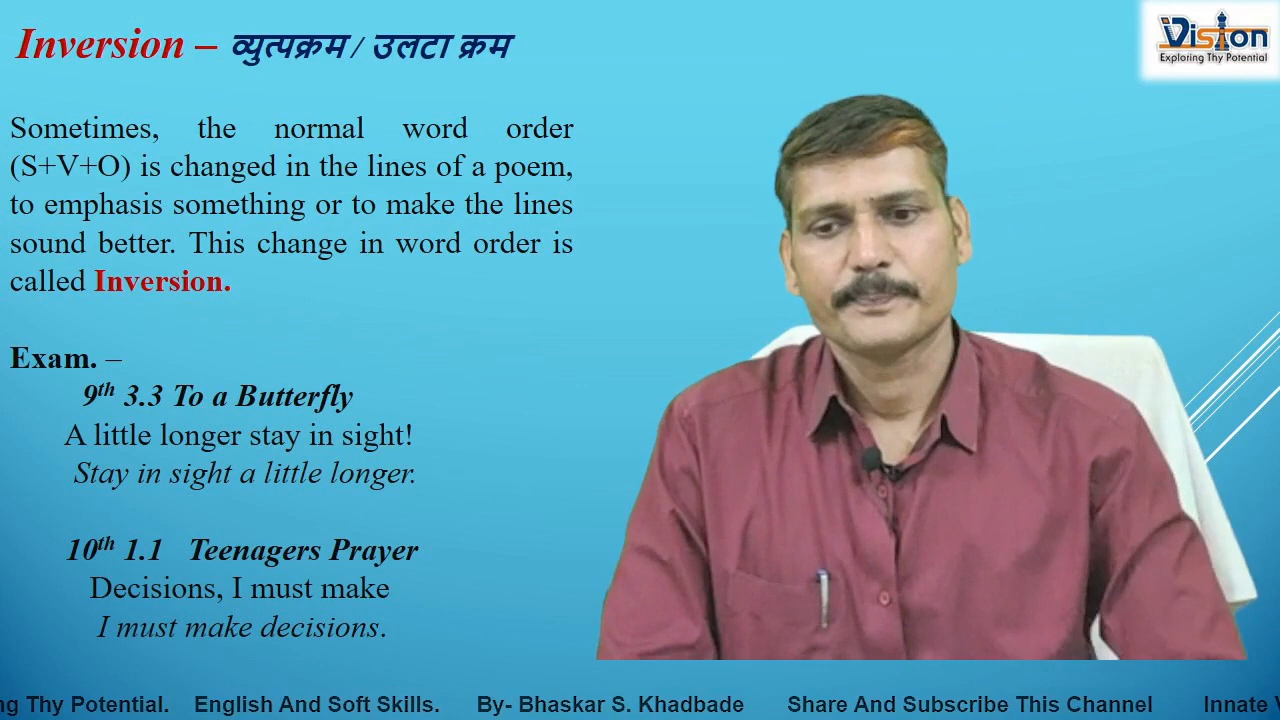 Inversion – व्युत्पक्रम / उलटा क्रम
Vision
Exploring Thy Potential
Sometimes, the normal word order
(S+V+O) is changed in the lines of a poem,
to emphasis something or to make the lines
sound better. This change in word order is
called Inversion.
Exam. –
9th 3.3 To a Butterfly
A little longer stay in sight!
Stay in sight a little longer.
10th 1.1 Teenagers Prayer
Decisions, I must make
I must make decisions.
Thy Potential. English And Soft Skills. By- Bhaskar S. Khadbade Share And Subscribe This Channel Innate